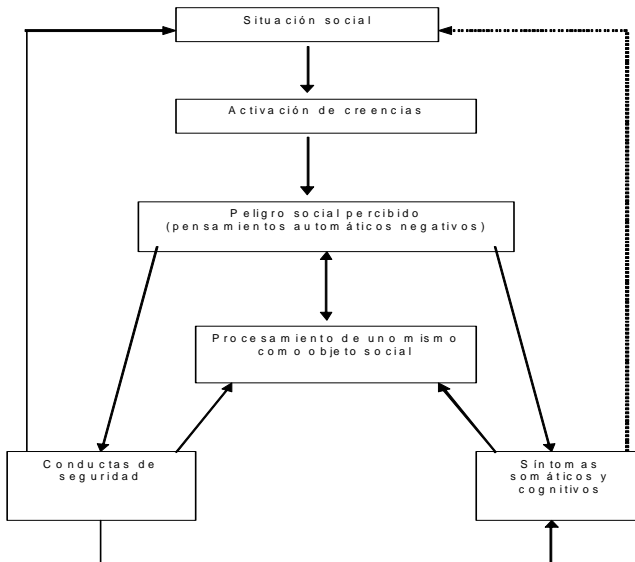 Situación social
Activación de creencias
Peligro social percibido
(pensamientos automáticos negativos)
Procesamiento de uno mismo
como objeto social
Conductas de
seguridad
Síntomas
somáticos y
cognitivos